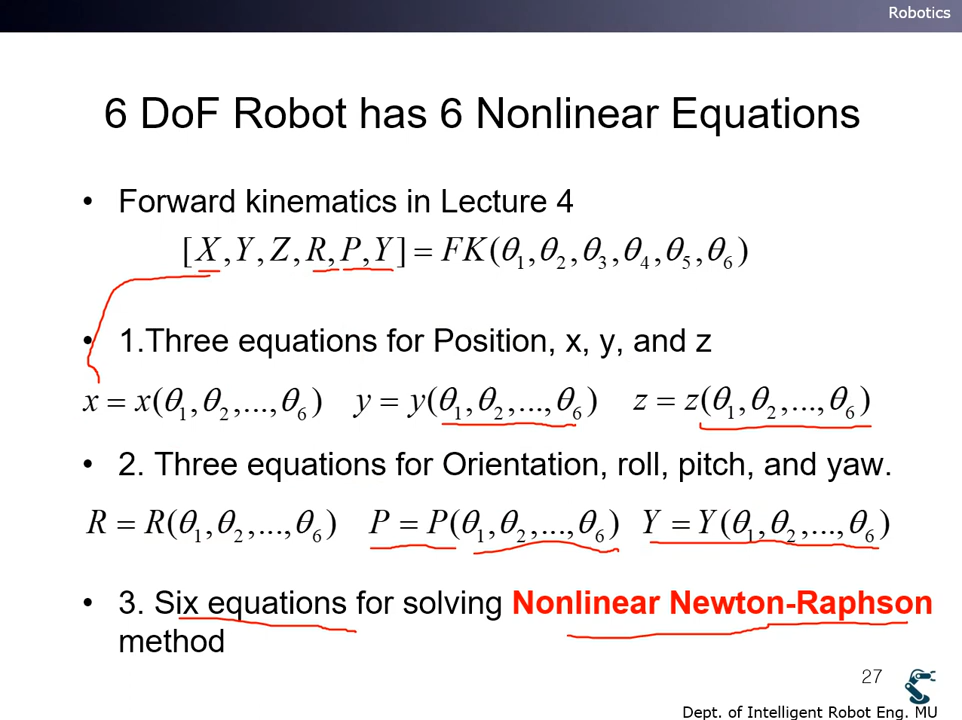 Robotics
6 DoF Robot has 6 Nonlinear Equations
• Forward kinematics in Lecture 4
[X,Y,Z,R,P,Y] = FK(θ₁,θ₂,θ₃,θ₄,θ₅,θ₆)
• 1.Three equations for Position, x, y, and z
x = x(θ₁,θ₂,...,θ₆) y = y(θ₁,θ₂,...,θ₆) z = z(θ₁,θ₂,...,θ₆)
• 2. Three equations for Orientation, roll, pitch, and yaw.
R = R(θ₁,θ₂,...,θ₆) P = P(θ₁,θ₂,...,θ₆) Y = Y(θ₁,θ₂,...,θ₆)
• 3. Six equations for solving Nonlinear Newton-Raphson
method
27
Dept. of Intelligent Robot Eng. MU